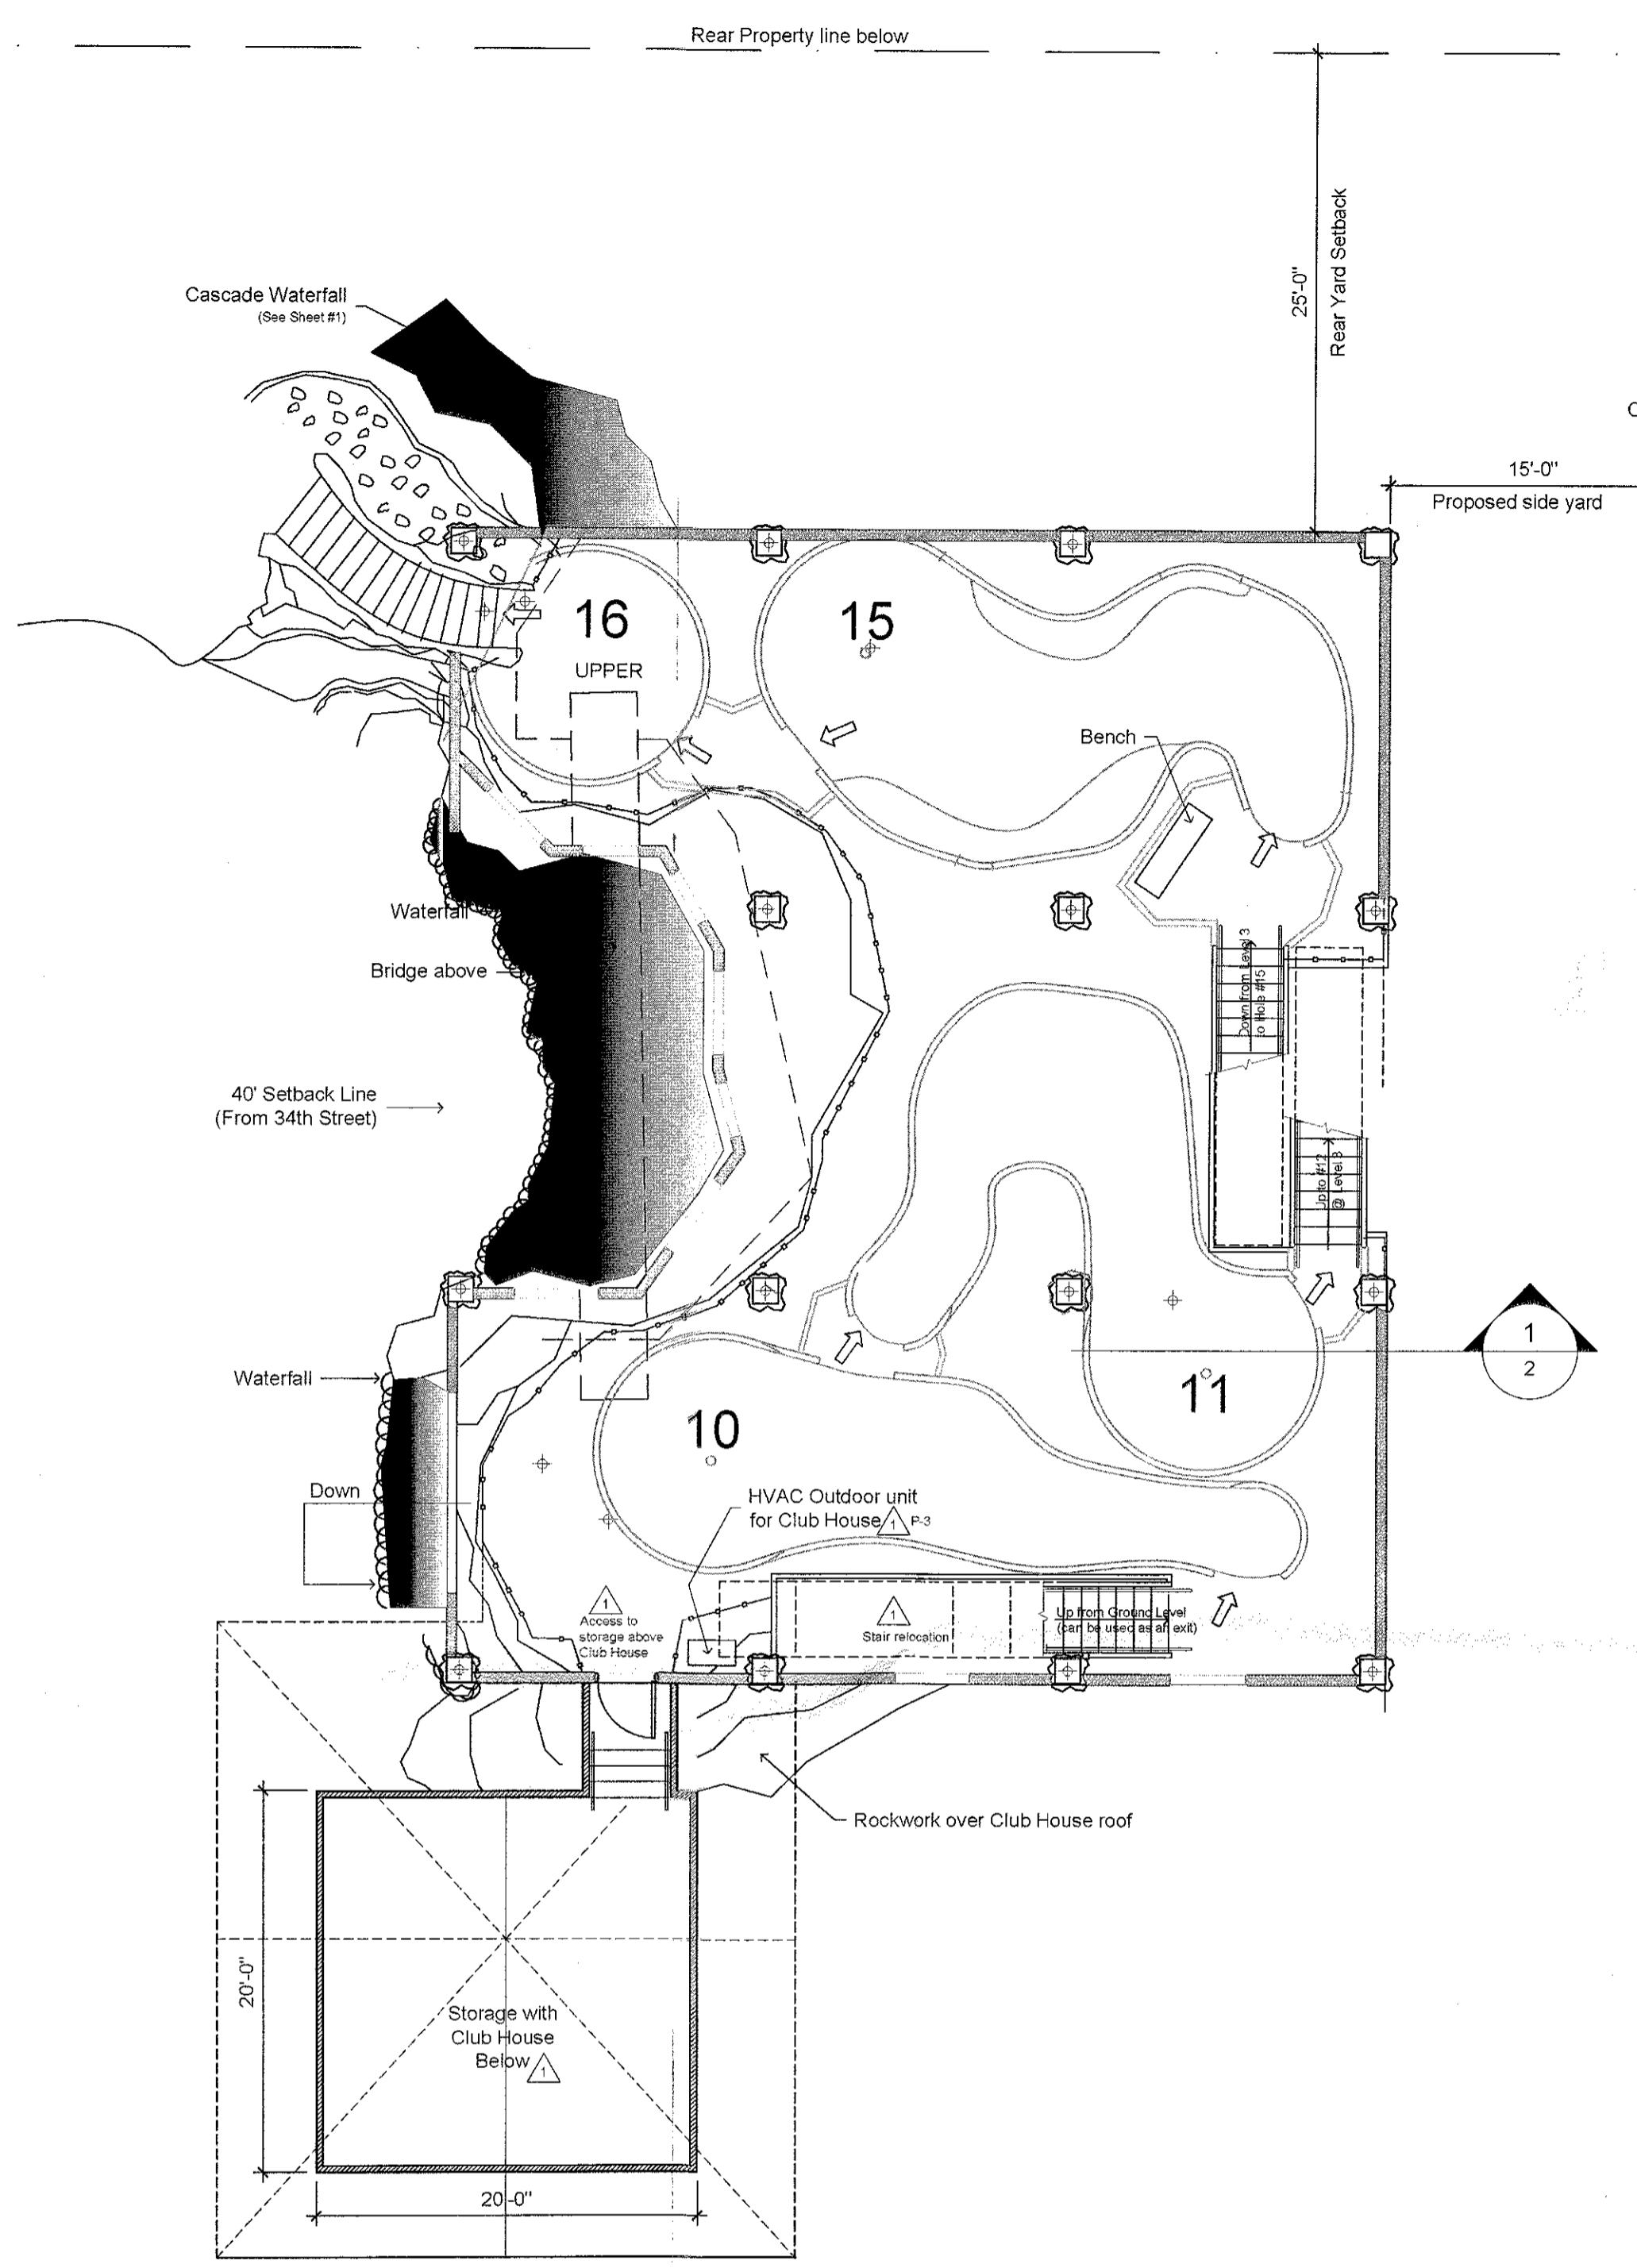 Rear Property line below
25'-0"
Rear Yard Setback
Cascade Waterfall
(See Sheet #1)
15'-0"
Proposed side yard
16
UPPER
15
Bench
Waterfall
Bridge above
Down from Level 3
to Hole #15
40' Setback Line
(From 34th Street)
Up to #12
@ Level 3
1
2
Waterfall
10
11
Down
HVAC Outdoor unit
for Club House 1 P-3
1
Access to
storage above
Club House
1
Stair relocation
Up from Ground Level
(can be used as an exit)
Rockwork over Club House roof
20'-0"
Storage with
Club House
Below 1
20'-0"